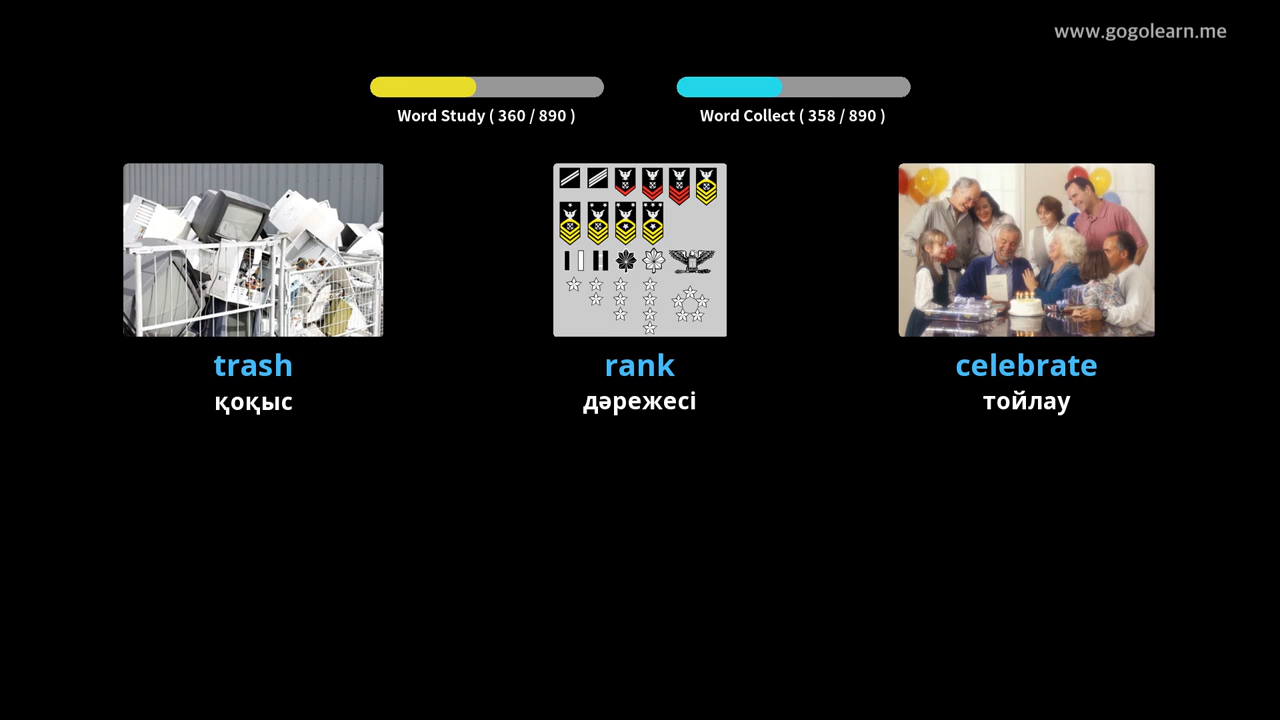 www.gogolearn.me
Word Study ( 360 / 890 )
Word Collect ( 358 / 890 )
trash
қоқыс
rank
дәрежесі
celebrate
тойлау